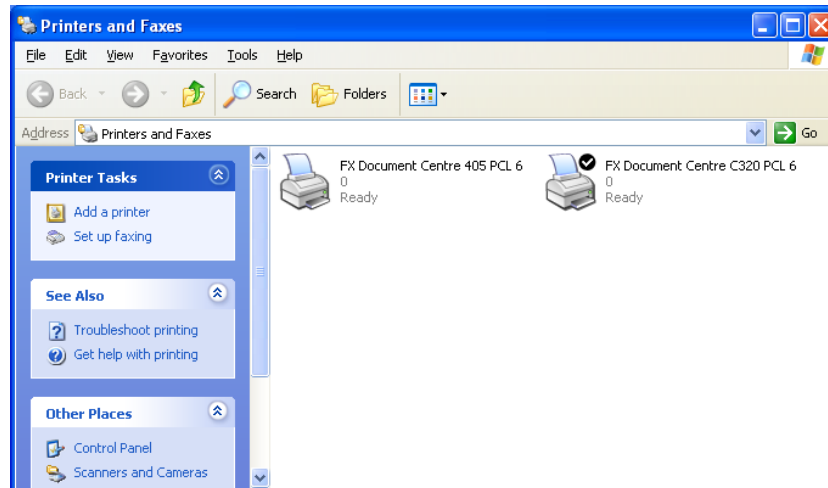 Printers and Faxes
File Edit View Favorites Tools Help
Back Search Folders
Address Printers and Faxes Go
Printer Tasks
Add a printer
Set up faxing
See Also
Troubleshoot printing
Get help with printing
Other Places
Control Panel
Scanners and Cameras
FX Document Centre 405 PCL 6
0
Ready
FX Document Centre C320 PCL 6
0
Ready